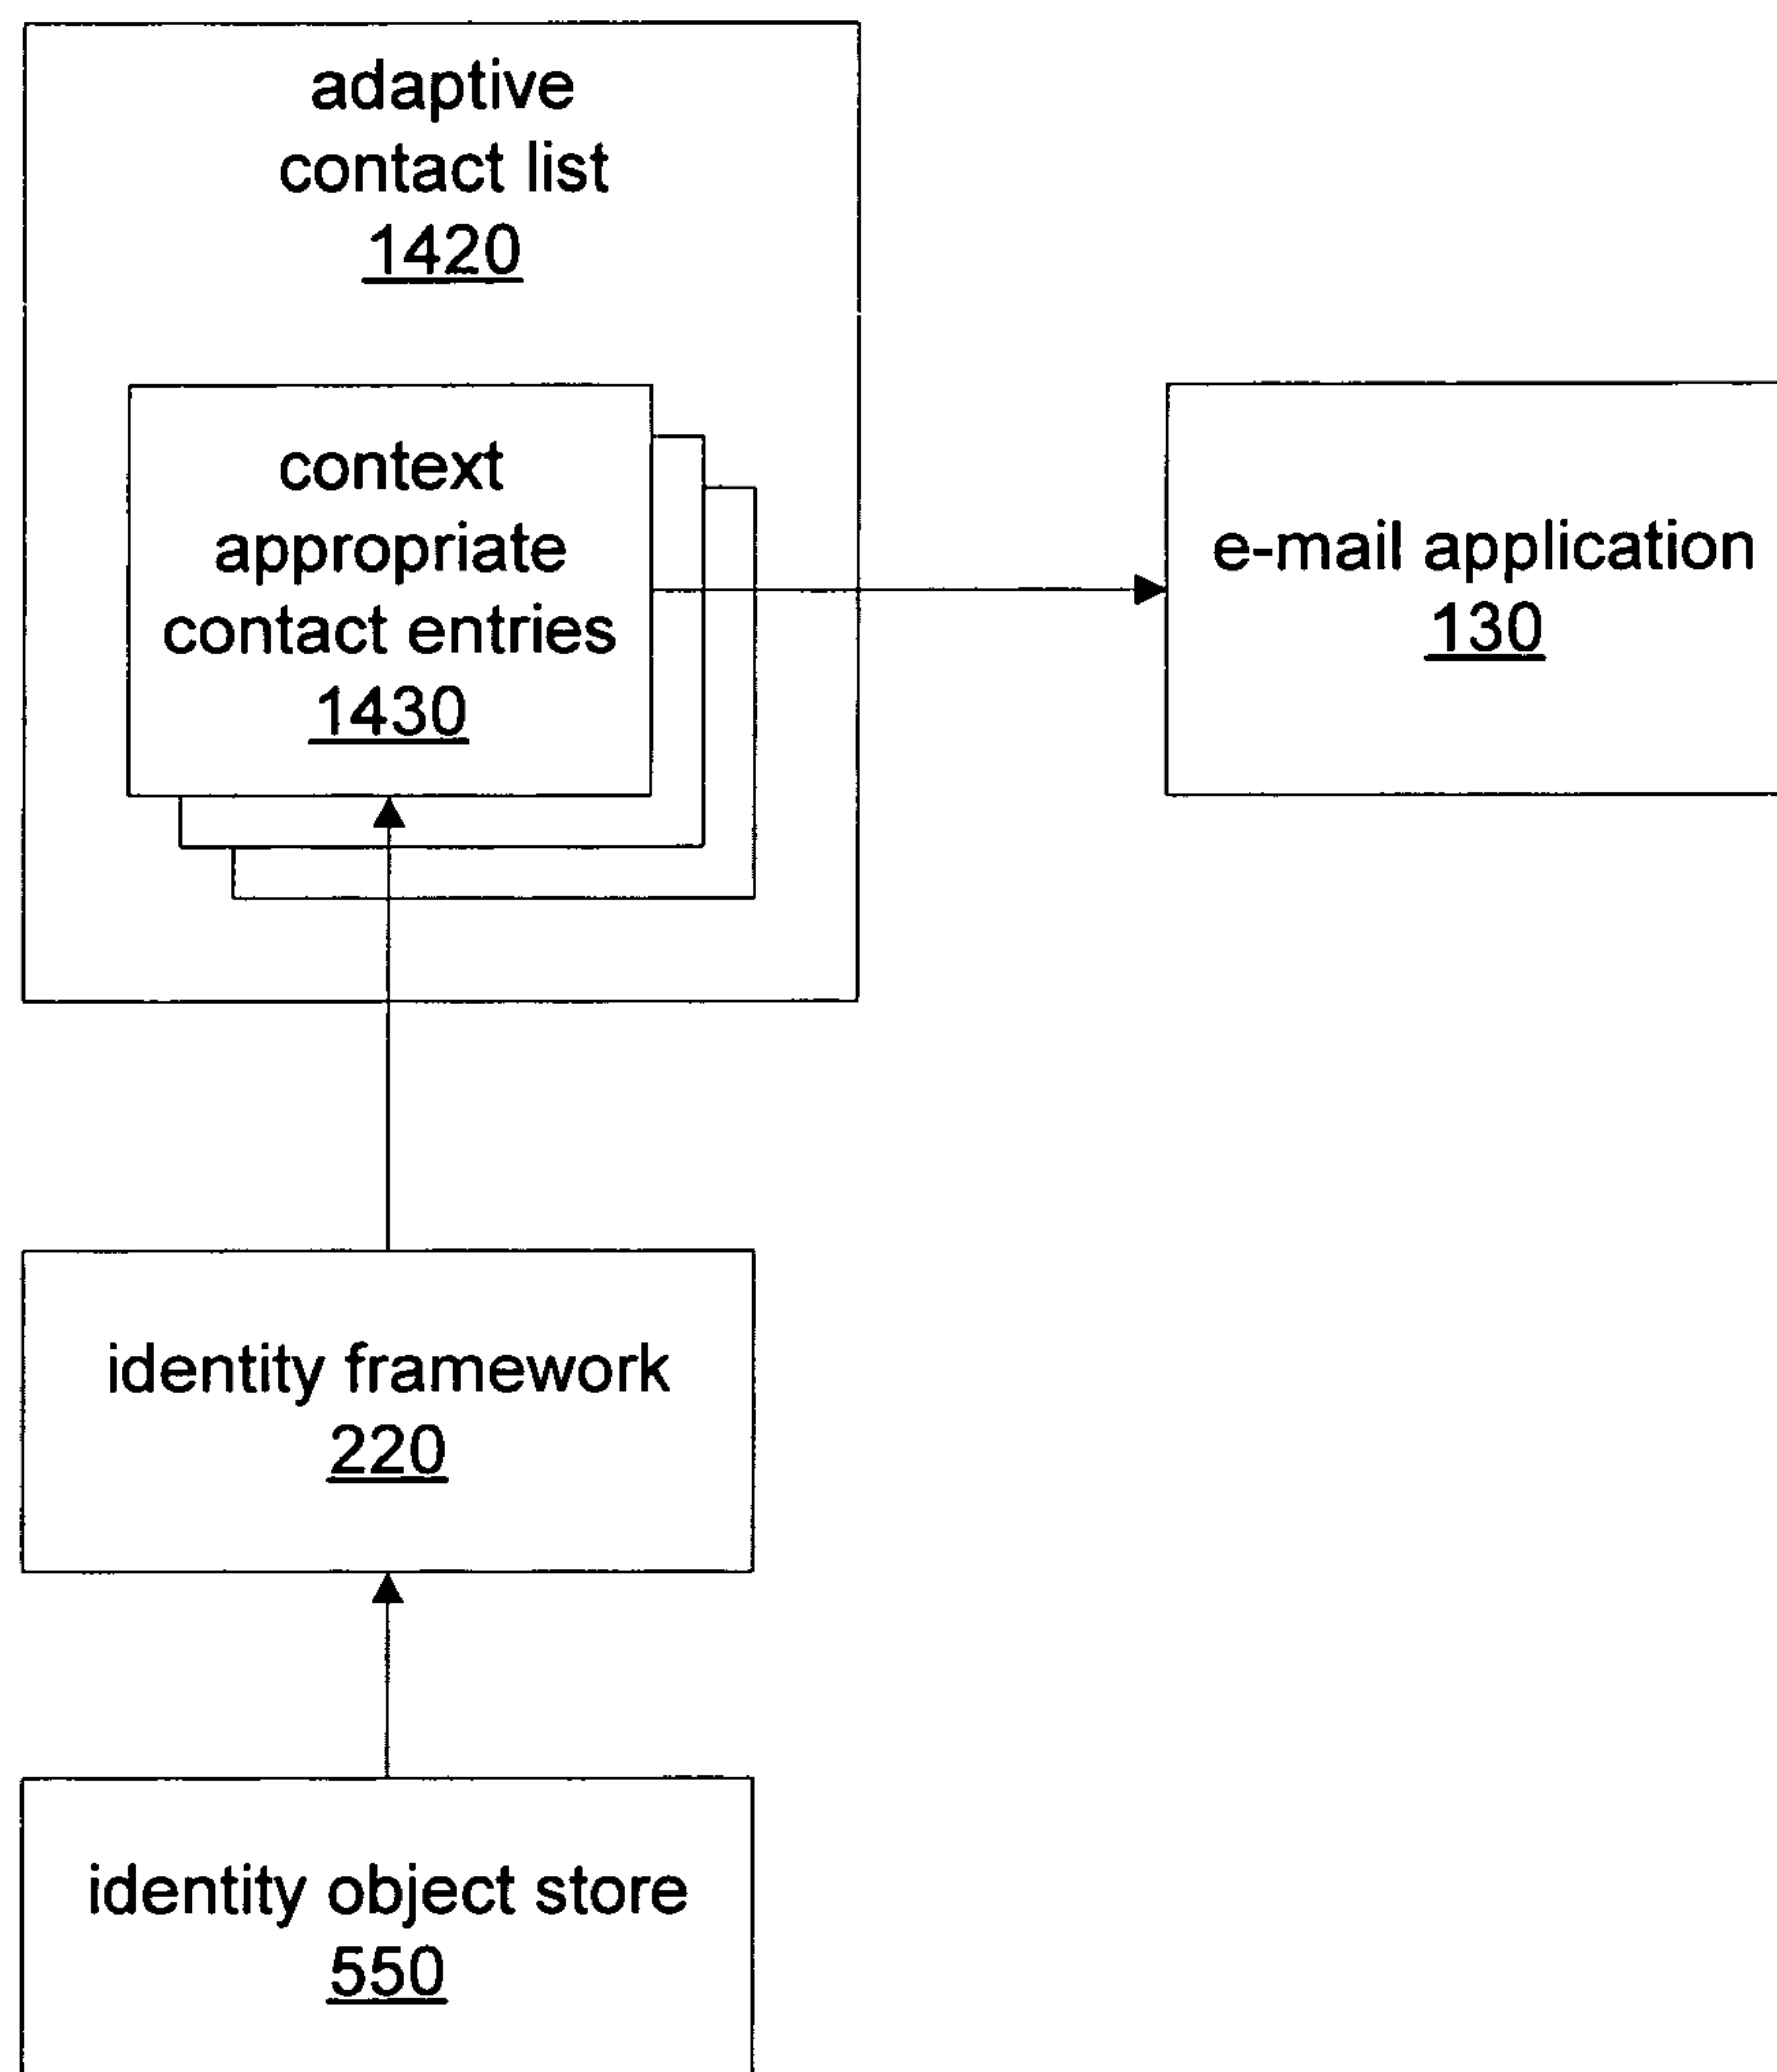 adaptive
contact list
1420
context
appropriate
contact entries
1430
e-mail application
130
identity framework
220
identity object store
550